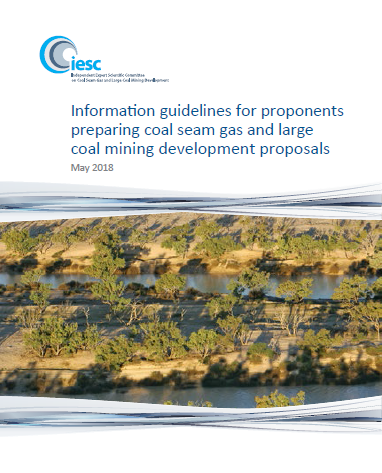 iesc
Independent Expert Scientific Committee
on Coal Seam Gas and Large Coal Mining Development
Information guidelines for proponents
preparing coal seam gas and large
coal mining development proposals
May 2018